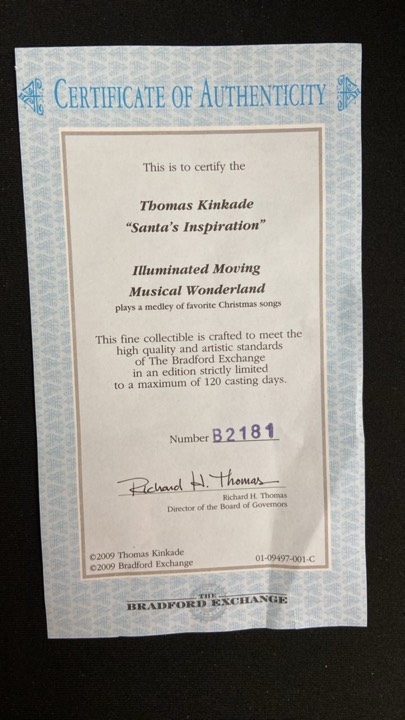 CERTIFICATE OF AUTHENTICITY
This is to certify the
Thomas Kinkade
"Santa's Inspiration"
Illuminated Moving
Musical Wonderland
plays a medley of favorite Christmas songs
This fine collectible is crafted to meet the
high quality and artistic standards
of The Bradford Exchange
in an edition strictly limited
to a maximum of 120 casting days.
Number B2181
Richard H. Thomas
Richard H. Thomas
Director of the Board of Governors
©2009 Thomas Kinkade
©2009 Bradford Exchange 01-09497-001-C
THE
BRADFORD EXCHANGE